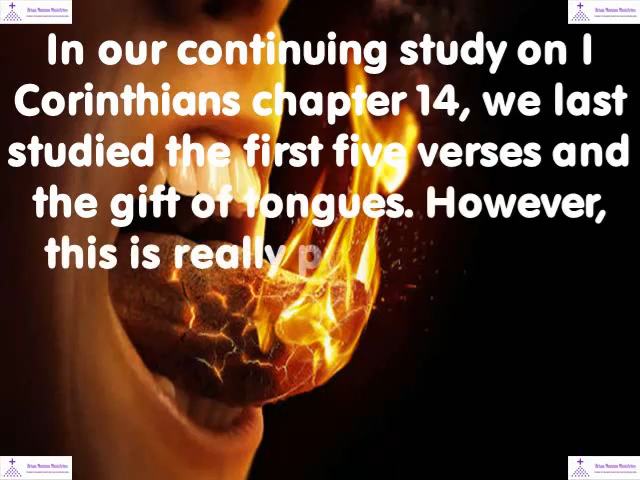 In our continuing study on I
Corinthians chapter 14, we last
studied the first five verses and
the gift of tongues. However,
this is really